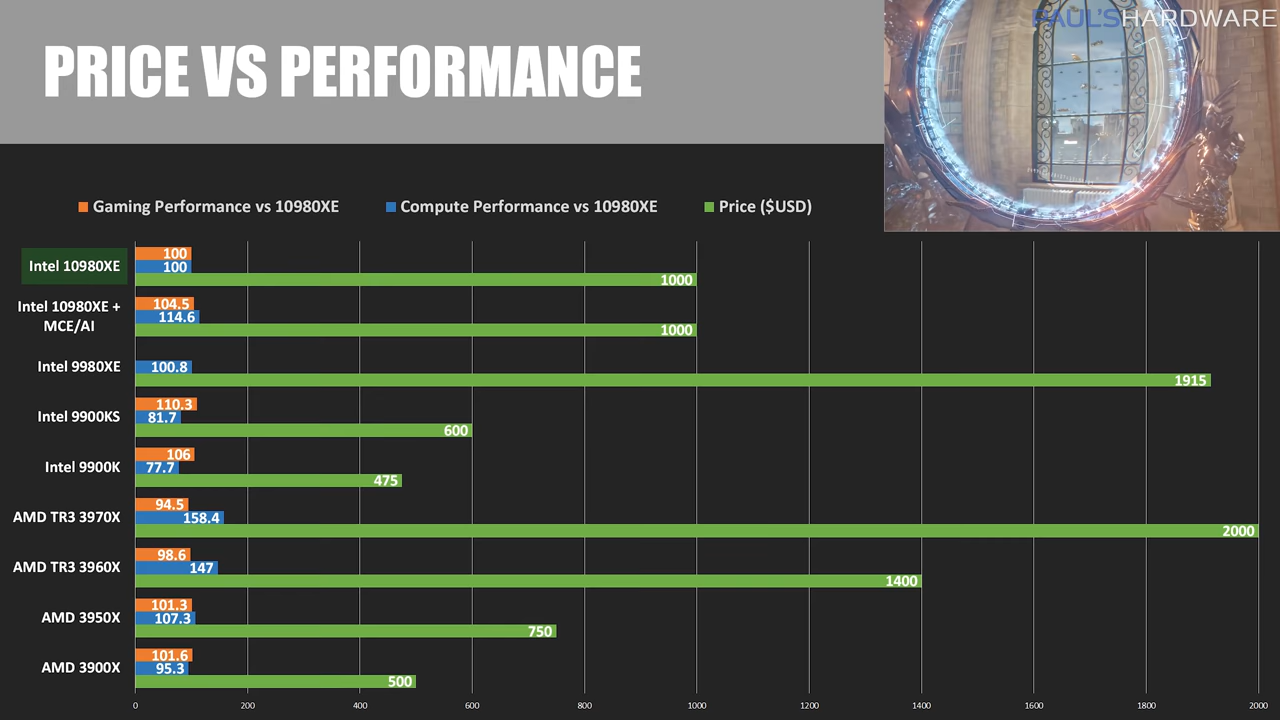 PAUL'SHARDWARE
PRICE VS PERFORMANCE
Gaming Performance vs 10980XE
Compute Performance vs 10980XE
Price ($USD)
Intel 10980XE
100
100
1000
Intel 10980XE +
MCE/AI
104.5
114.6
1000
Intel 9980XE
100.8
1915
Intel 9900KS
110.3
81.7
600
Intel 9900K
106
77.7
475
AMD TR3 3970X
94.5
158.4
2000
AMD TR3 3960X
98.6
147
1400
AMD 3950X
101.3
107.3
750
AMD 3900X
101.6
95.3
500
0 200 400 600 800 1000 1200 1400 1600 1800 2000